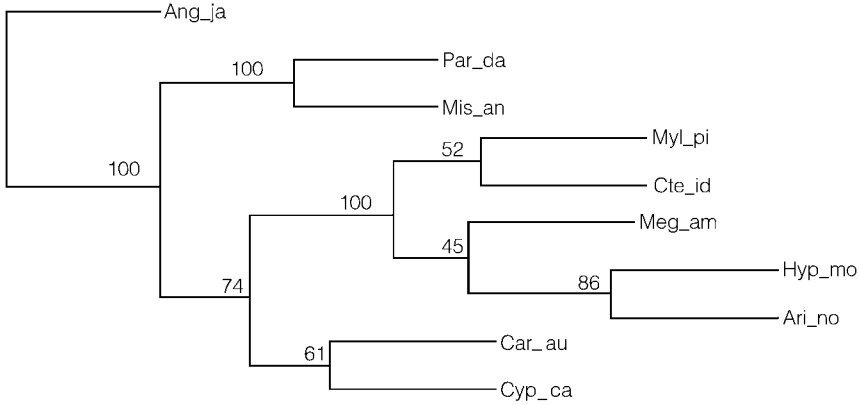 Ang_ja
Par_da
100
Mis_an
Myl_pi
52
100
Cte_id
100
Meg_am
45
Hyp_mo
86
74
Ari_no
Car_au
61
Cyp_ca